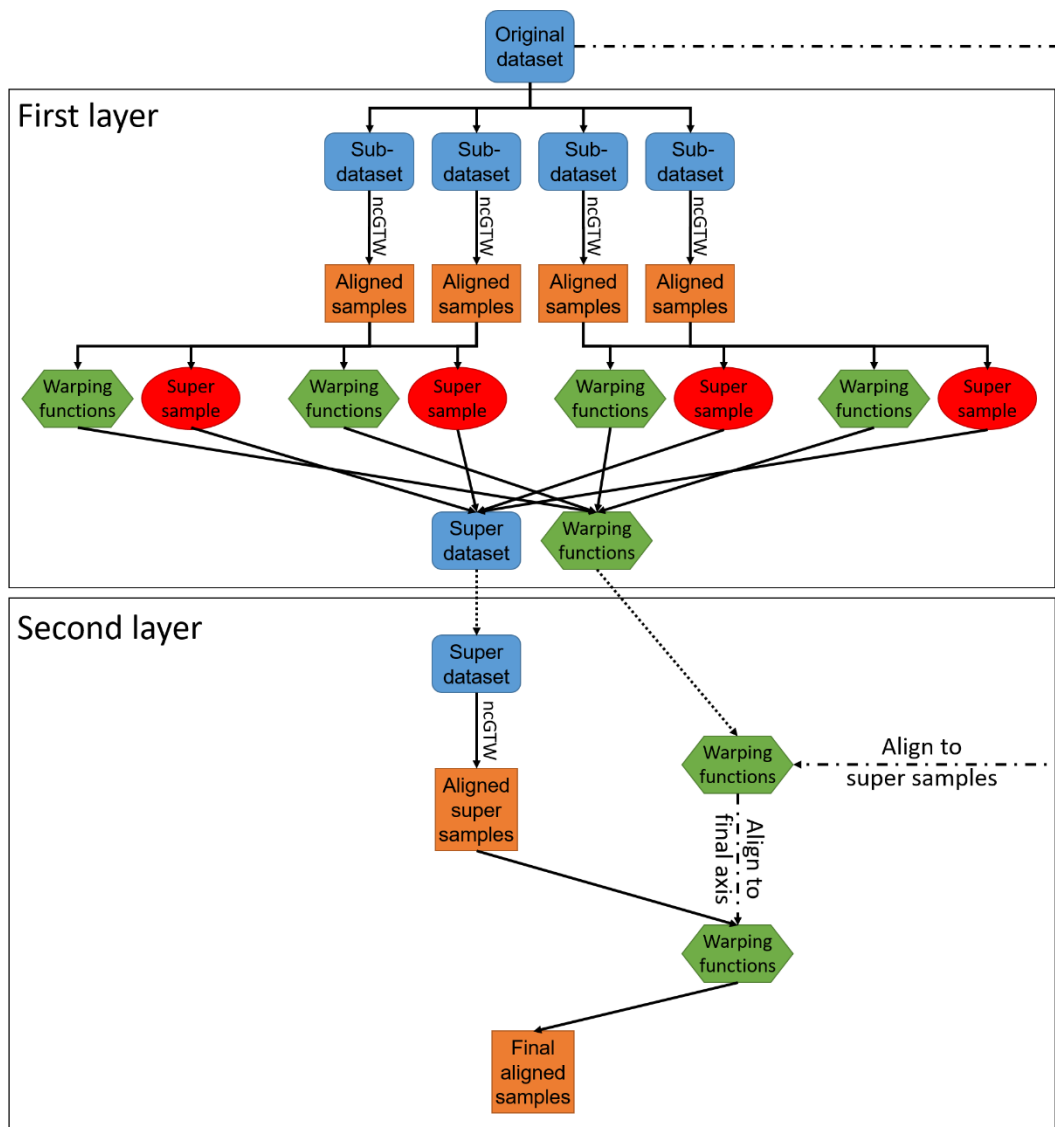 Original
dataset
First layer
Sub-
dataset
Sub-
dataset
Sub-
dataset
Sub-
dataset
ncGTW
ncGTW
ncGTW
ncGTW
Aligned
samples
Aligned
samples
Aligned
samples
Aligned
samples
Warping
functions
Super
sample
Warping
functions
Super
sample
Warping
functions
Super
sample
Warping
functions
Super
sample
Super
dataset
Warping
functions
Second layer
Super
dataset
ncGTW
Warping
functions
Align to
super samples
Aligned
super
samples
Align to
final axis
Warping
functions
Final
aligned
samples